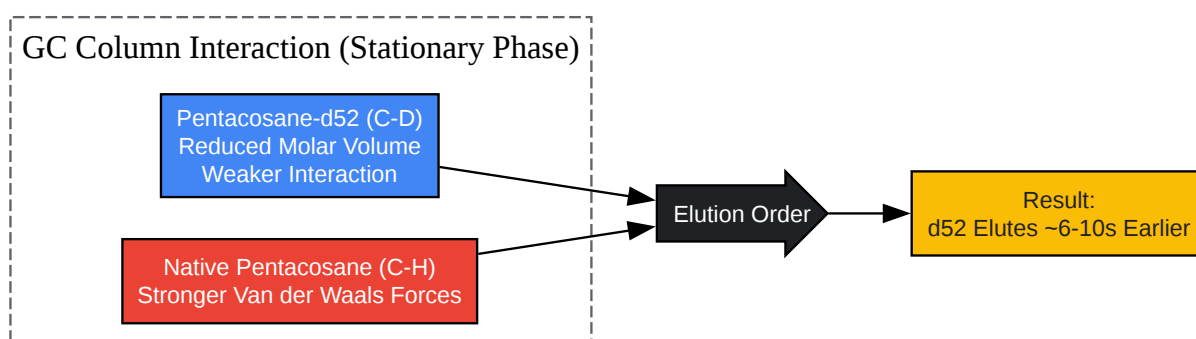 GC Column Interaction (Stationary Phase)
Pentacosane-d52 (C-D)
Reduced Molar Volume
Weaker Interaction
Native Pentacosane (C-H)
Stronger Van der Waals Forces
Elution Order
Result:
d52 Elutes ~6-10s Earlier